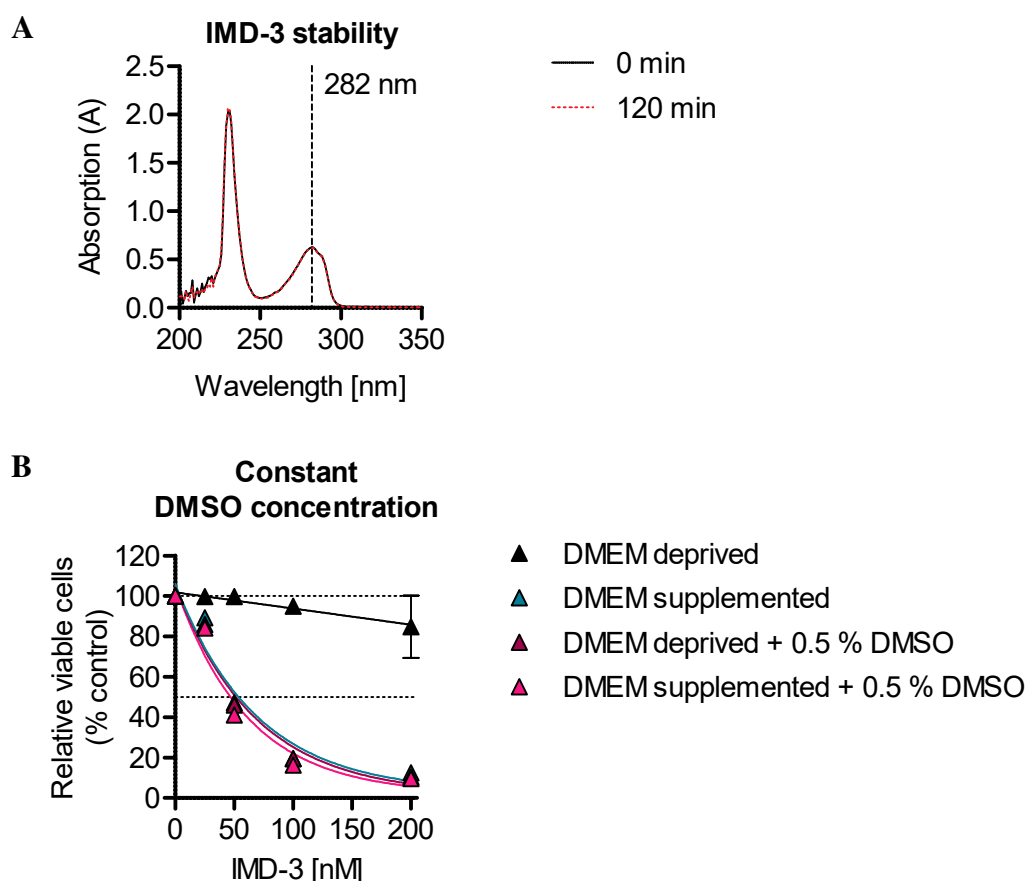 A
IMD-3 stability
2.5
2.0
1.5
1.0
0.5
0.0
Absorption (A)
282 nm
200 250 300 350
Wavelength [nm]
0 min
120 min
B
Constant
DMSO concentration
120
100
80
60
40
20
0
Relative viable cells
(% control)
0 50 100 150 200
IMD-3 [nM]
DMEM deprived
DMEM supplemented
DMEM deprived + 0.5 % DMSO
DMEM supplemented + 0.5 % DMSO